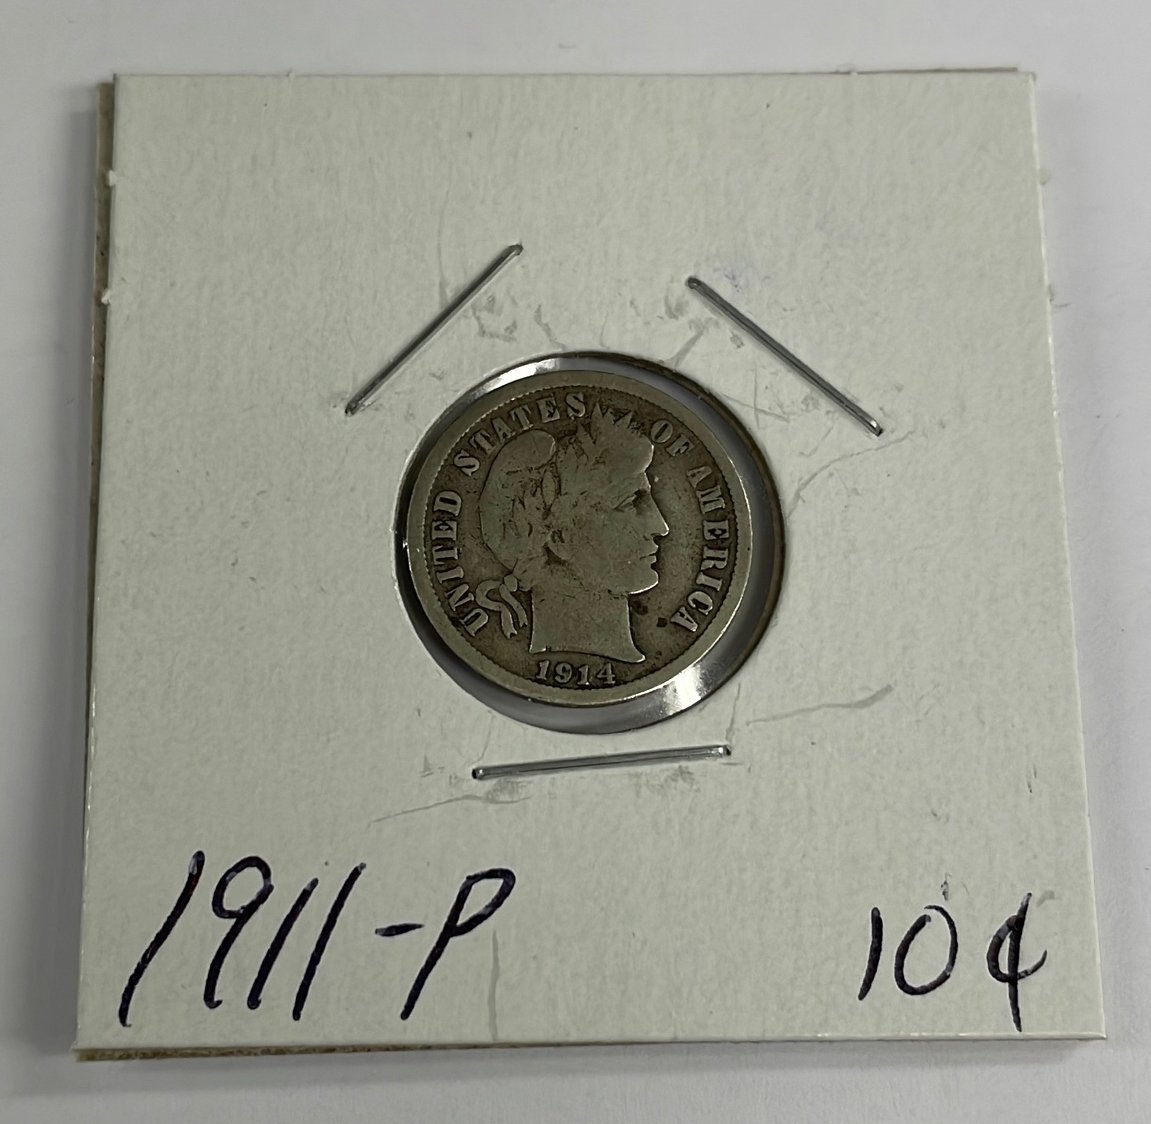 UNITED STATES OF AMERICA
1914
1911-P 10¢